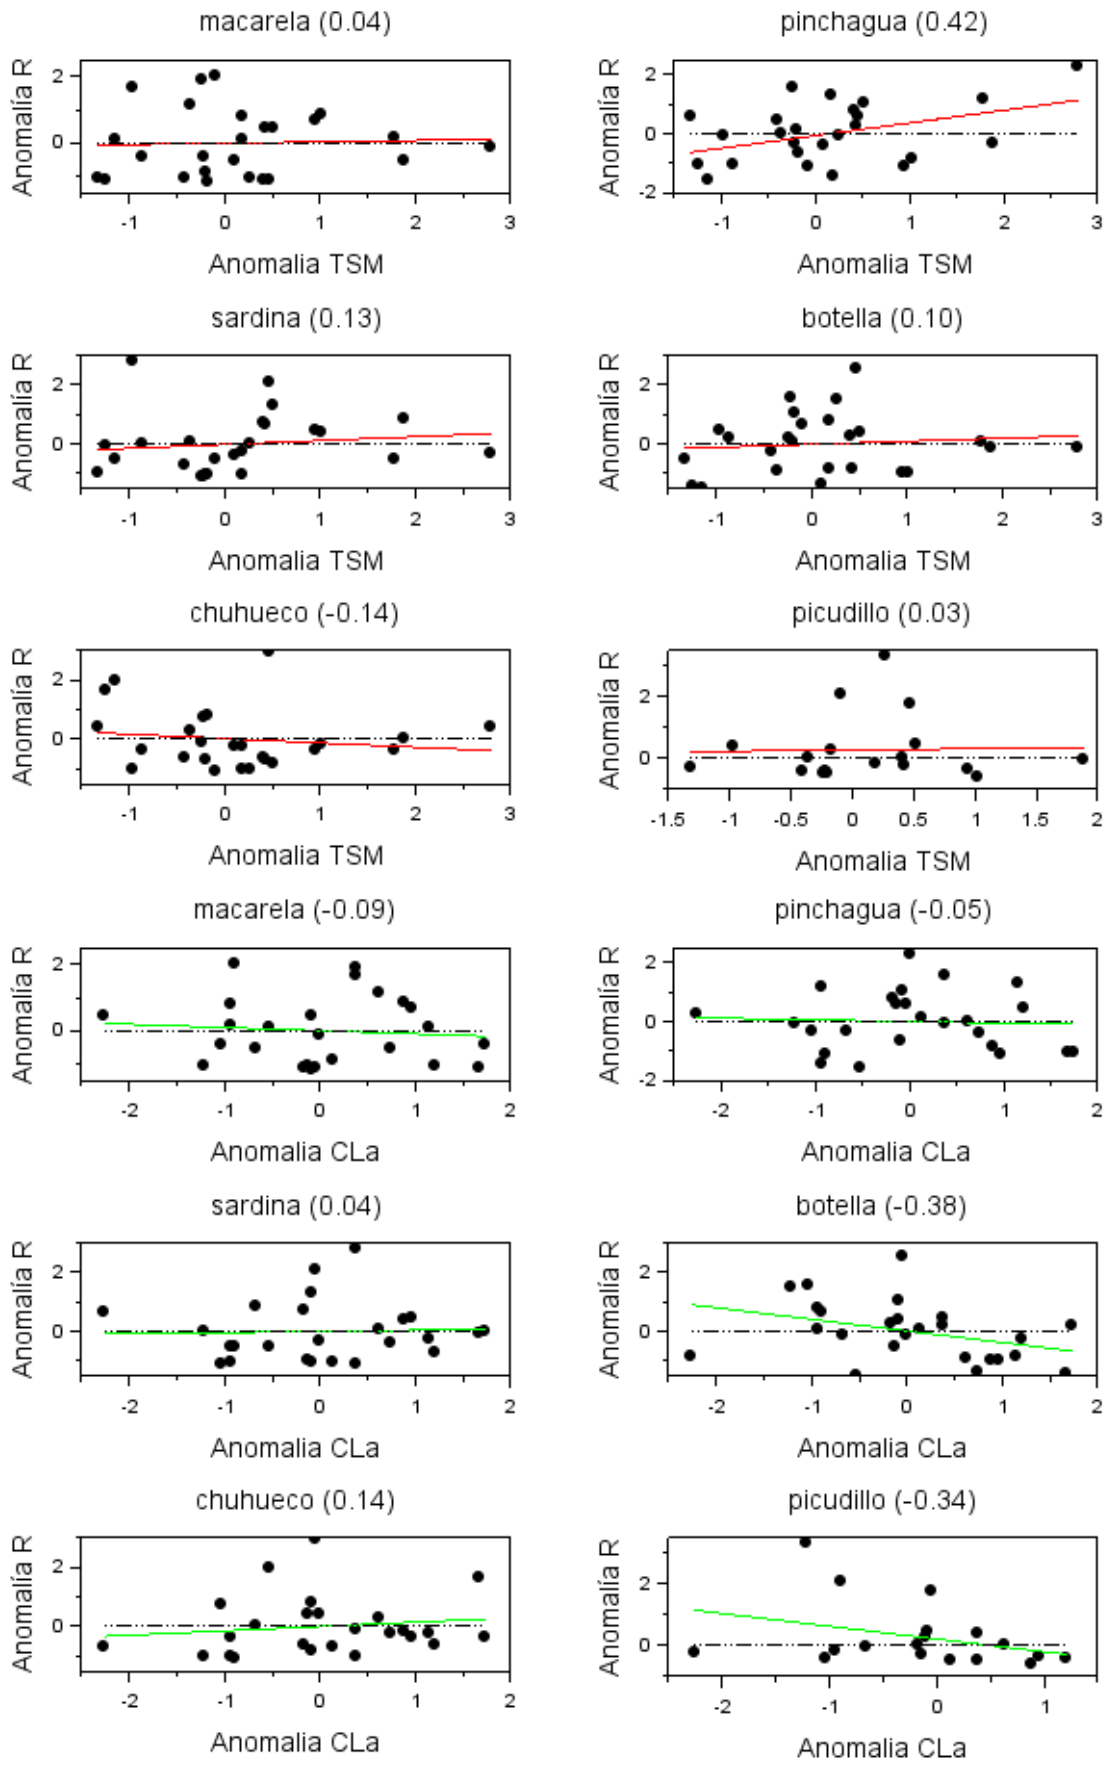 macarela (0.04) pinchagua (0.42)
Anomalía R 2 0 Anomalía R 2 0 -2
-1 0 1 2 3 -1 0 1 2 3
Anomalia TSM Anomalia TSM
sardina (0.13) botella (0.10)
Anomalía R 2 0 Anomalía R 2 0
-1 0 1 2 3 -1 0 1 2 3
Anomalia TSM Anomalia TSM
chuhueco (-0.14) picudillo (0.03)
Anomalía R 2 0 Anomalía R 2 0
-1 0 1 2 3 -1.5 -1 -0.5 0 0.5 1 1.5 2
Anomalia TSM Anomalia TSM
macarela (-0.09) pinchagua (-0.05)
Anomalía R 2 0 Anomalía R 2 0 -2
-2 -1 0 1 2 -2 -1 0 1 2
Anomalia CLa Anomalia CLa
sardina (0.04) botella (-0.38)
Anomalía R 2 0 Anomalía R 2 0
-2 -1 0 1 2 -2 -1 0 1 2
Anomalia CLa Anomalia CLa
chuhueco (0.14) picudillo (-0.34)
Anomalía R 2 0 Anomalía R 2 0
-2 -1 0 1 2 -2 -1 0 1
Anomalia CLa Anomalia CLa